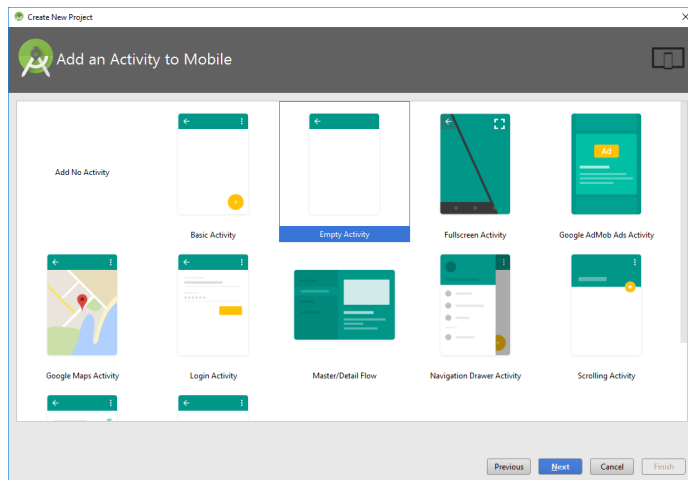 Create New Project
Add an Activity to Mobile
Add No Activity
Basic Activity
Empty Activity
Fullscreen Activity
Ad
Google AdMob Ads Activity
Google Maps Activity
Login Activity
Master/Detail Flow
Navigation Drawer Activity
Scrolling Activity
Previous
Next
Cancel
Finish